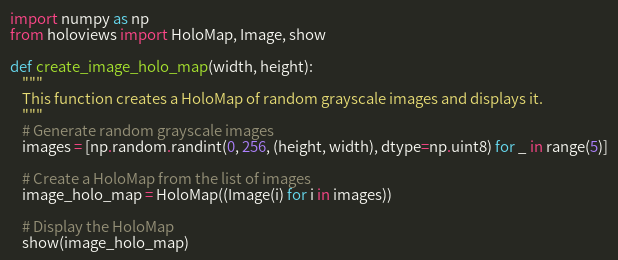 import numpy as np
from holoviews import HoloMap, Image, show

def create_image_holo_map(width, height):
    """
    This function creates a HoloMap of random grayscale images and displays it.
    """
    # Generate random grayscale images
    images = [np.random.randint(0, 256, (height, width), dtype=np.uint8) for _ in range(5)]

    # Create a HoloMap from the list of images
    image_holo_map = HoloMap((Image(i) for i in images))

    # Display the HoloMap
    show(image_holo_map)